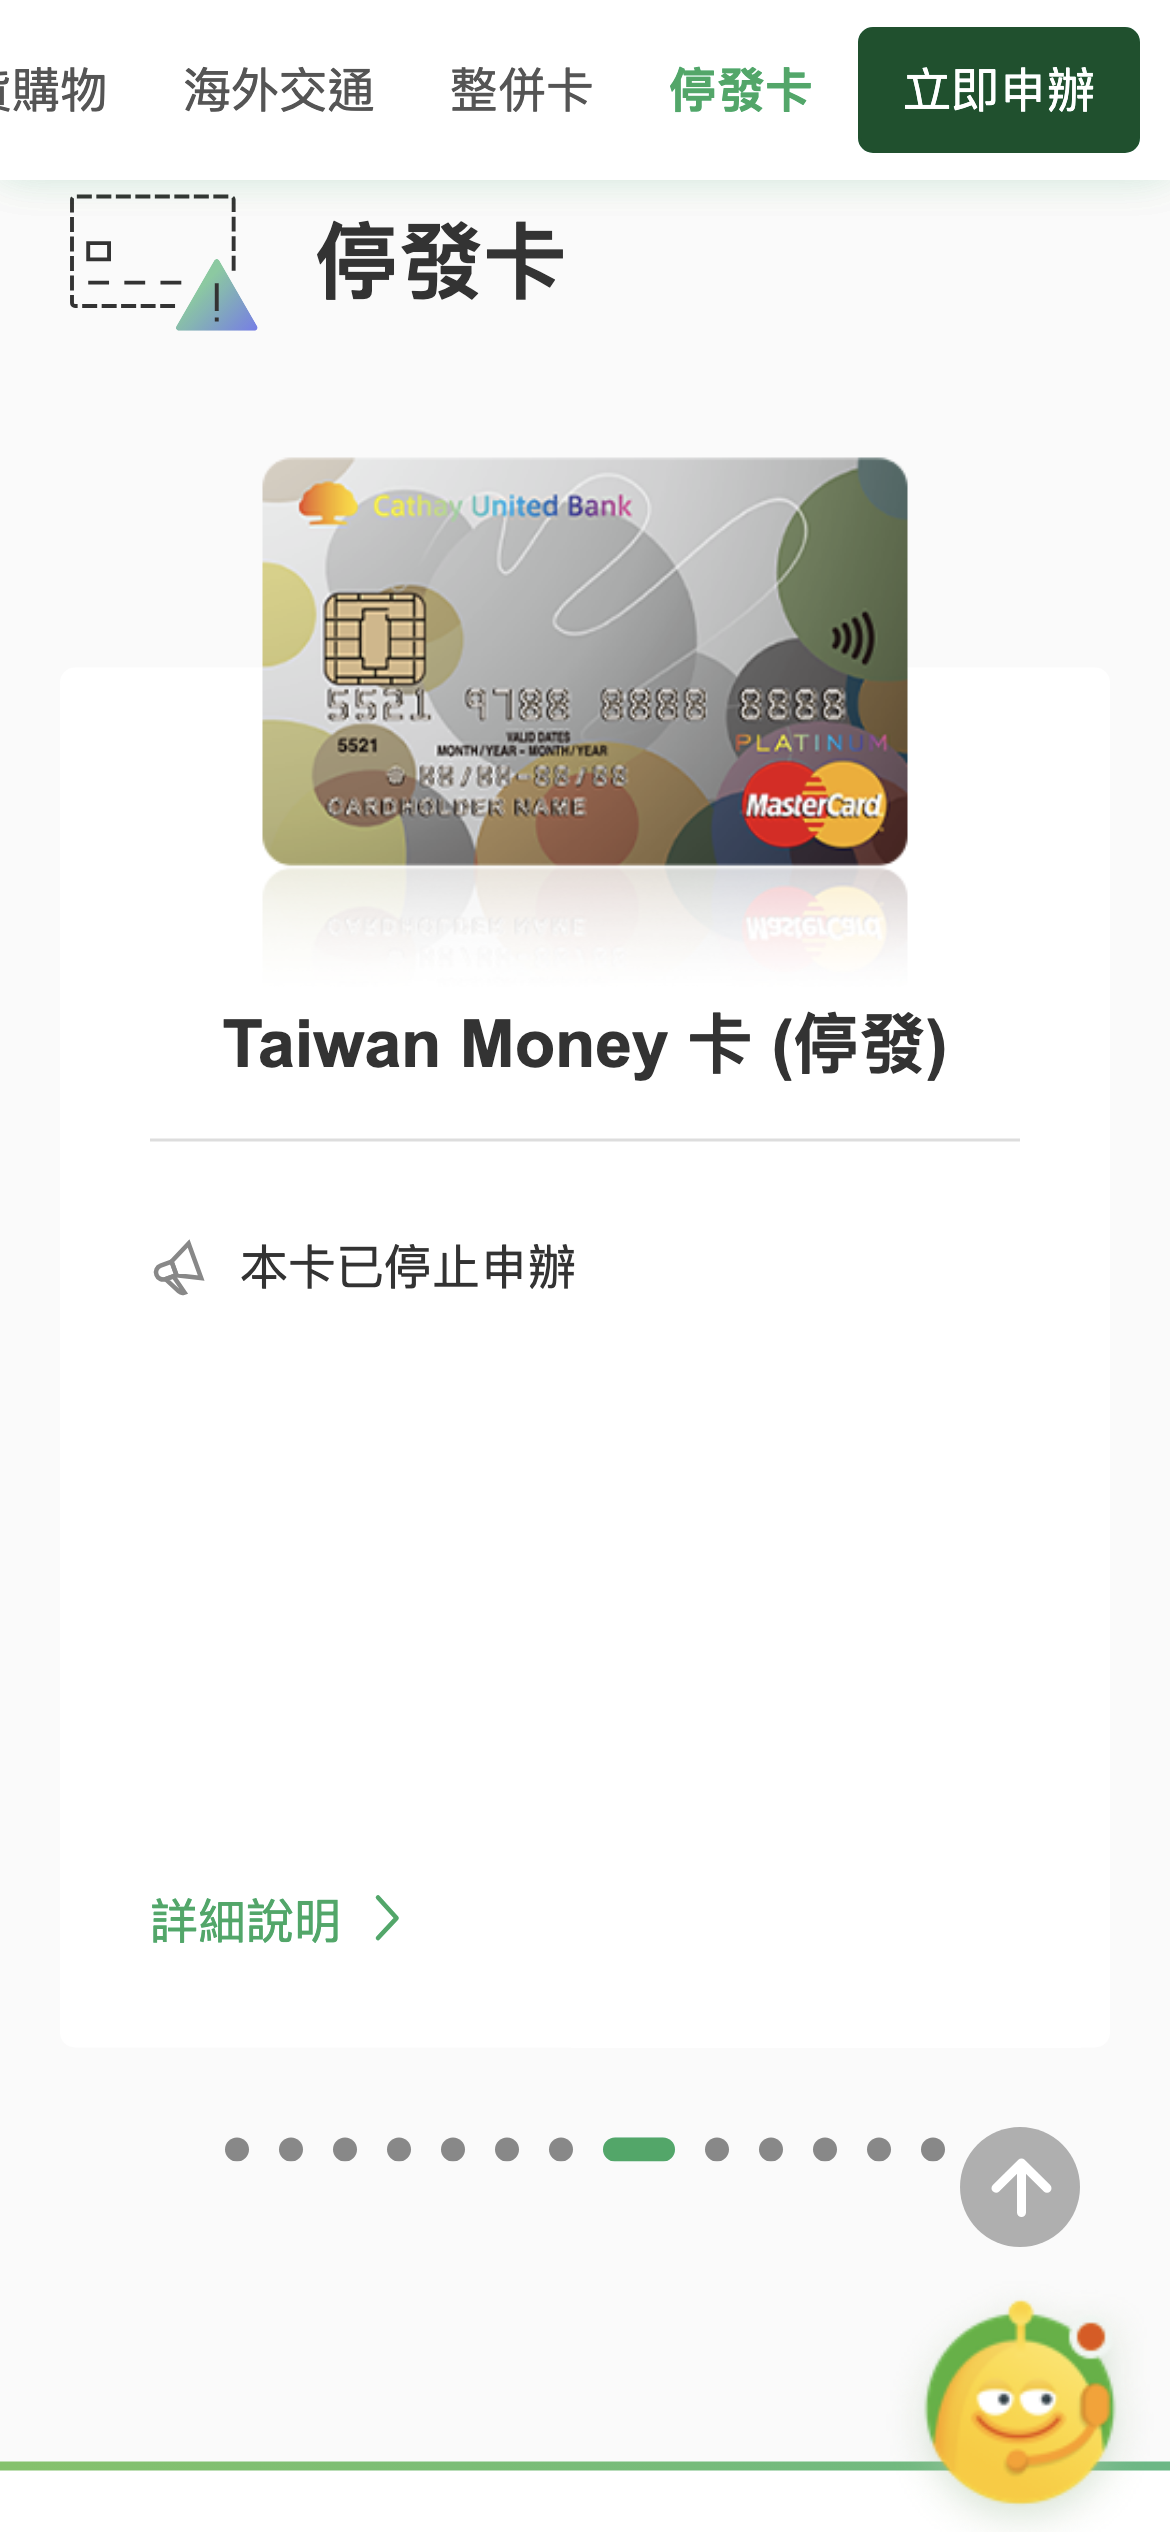 購物
海外交通
整併卡
停發卡
立即申辦
停發卡
Cathay United Bank
5521 9788 8888 8888
5521
VALID DATES
MONTH/YEAR - MONTH/YEAR
88/88-88/88
CARDHOLDER NAME
PLATINUM
MasterCard
Taiwan Money 卡 (停發)
本卡已停止申辦
詳細說明